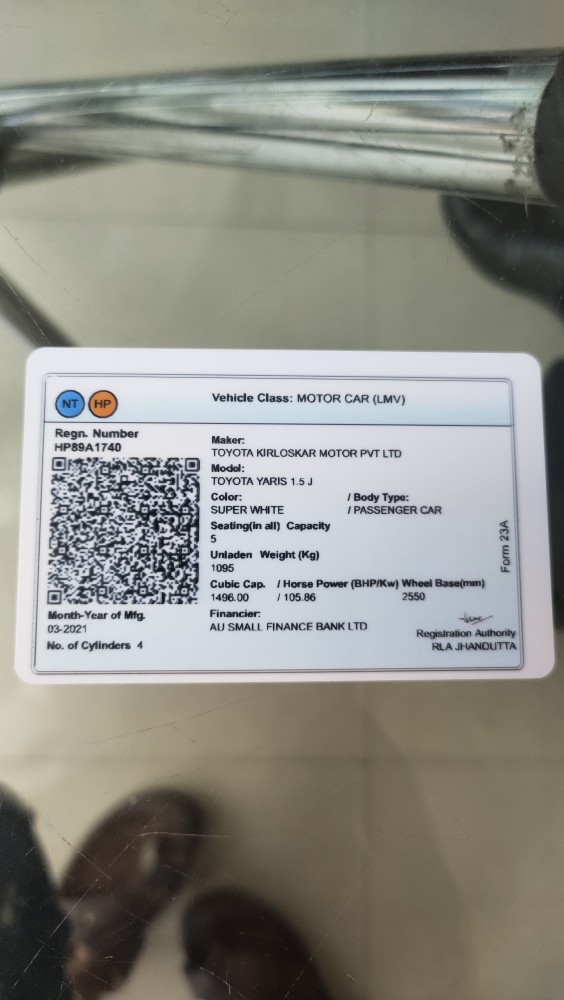 NT HP Vehicle Class: MOTOR CAR (LMV)
Regn. Number
HP89A1740
Maker:
TOYOTA KIRLOSKAR MOTOR PVT LTD
Model:
TOYOTA YARIS 1.5 J
Color: / Body Type:
SUPER WHITE / PASSENGER CAR
Seating(in all) Capacity
5
Unladen Weight (Kg)
1095
Cubic Cap. / Horse Power (BHP/Kw) Wheel Base(mm)
1496.00 / 105.86 2550
Financier:
AU SMALL FINANCE BANK LTD
Month-Year of Mfg.
03-2021
No. of Cylinders 4
Form 23A
Registration Authority
RLA JHANDUTTA